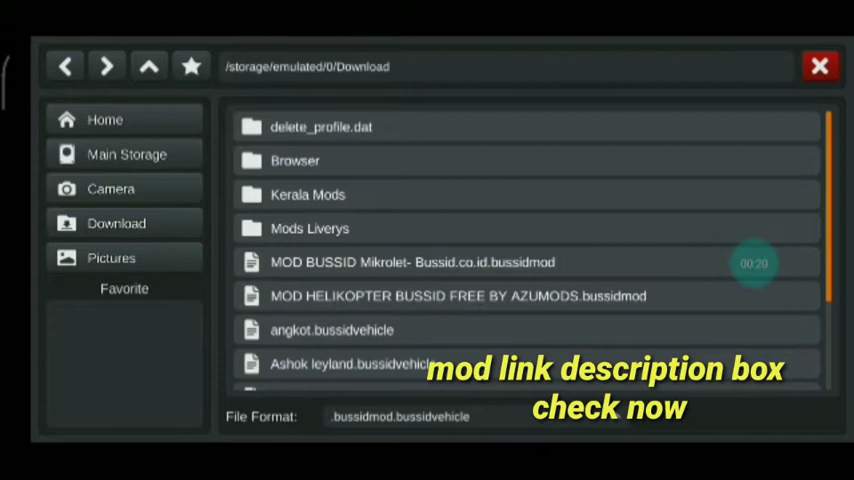 /storage/emulated/0/Download
Home
Main Storage
Camera
Download
Pictures
Favorite
delete_profile.dat
Browser
Kerala Mods
Mods Liverys
MOD BUSSID Mikrolet- Bussid.co.id.bussidmod
00:20
MOD HELIKOPTER BUSSID FREE BY AZUMODS.bussidmod
angkot.bussidvehicle
Ashok leyland.bussidvehicle
mod link description box
check now
File Format:
.bussidmod.bussidvehicle